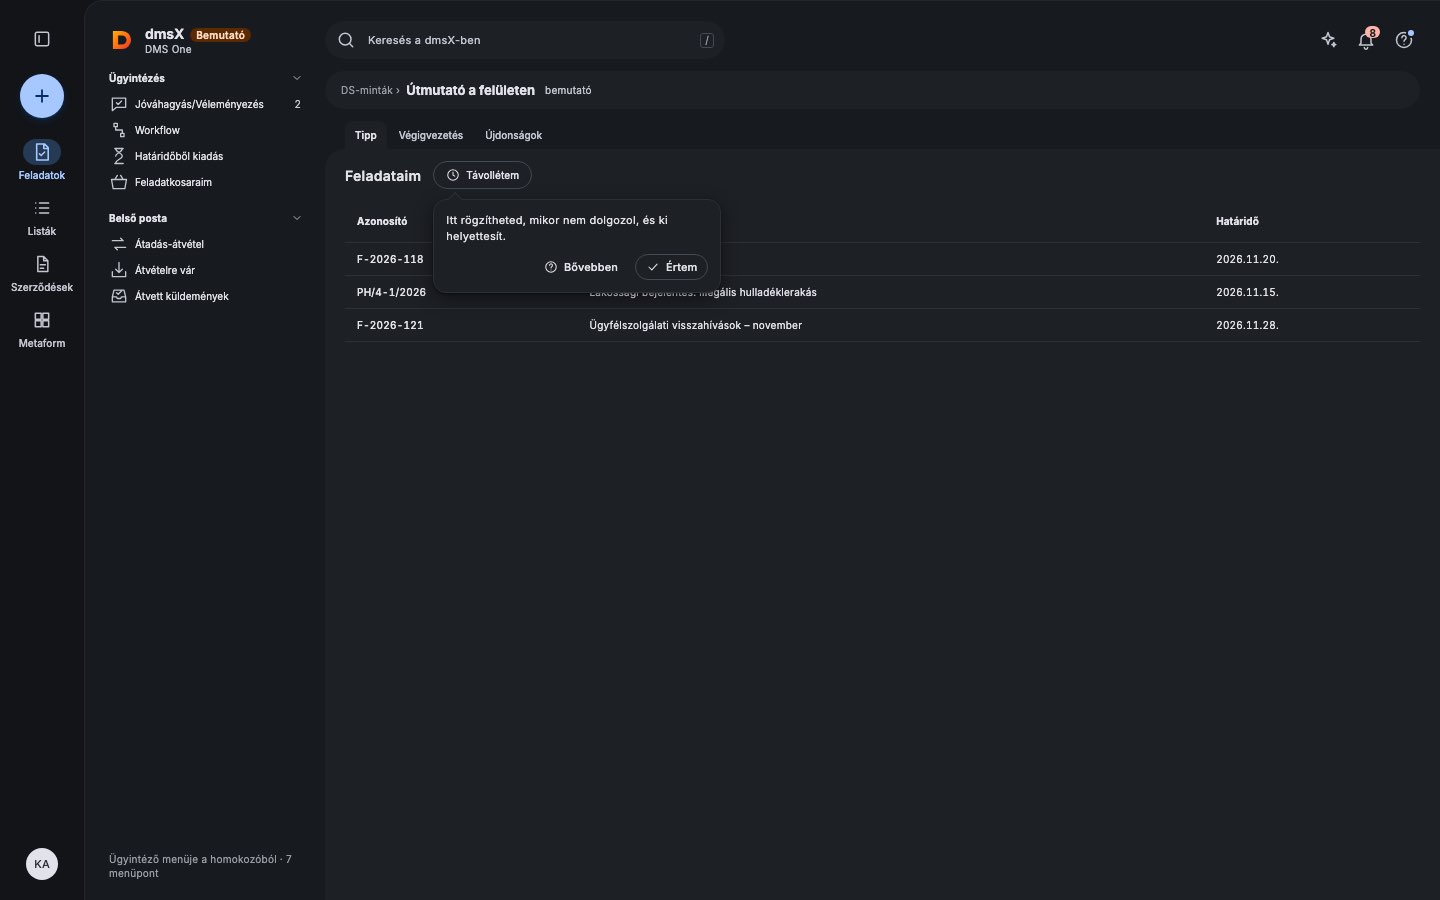 dmsX Bemutató
DMS One
Keresés a dmsX-ben /
8
Feladatok
Listák
Szerződések
Metaform
KA
Ügyintézés
Jóváhagyás/Véleményezés 2
Workflow
Határidőből kiadás
Feladatkosaraim
Belső posta
Átadás-átvétel
Átvételre vár
Átvett küldemények
Ügyintéző menüje a homokozóból · 7
menüpont
DS-minták › Útmutató a felületen bemutató
Tipp Végigvezetés Újdonságok
Feladataim Távollétem
Azonosító Határidő
Itt rögzítheted, mikor nem dolgozol, és ki
helyettesít.
Bővebben Értem
F-2026-118 2026.11.20.
PH/4-1/2026 Lakossági bejelentés: illegális hulladéklerakás 2026.11.15.
F-2026-121 Ügyfélszolgálati visszahívások – november 2026.11.28.